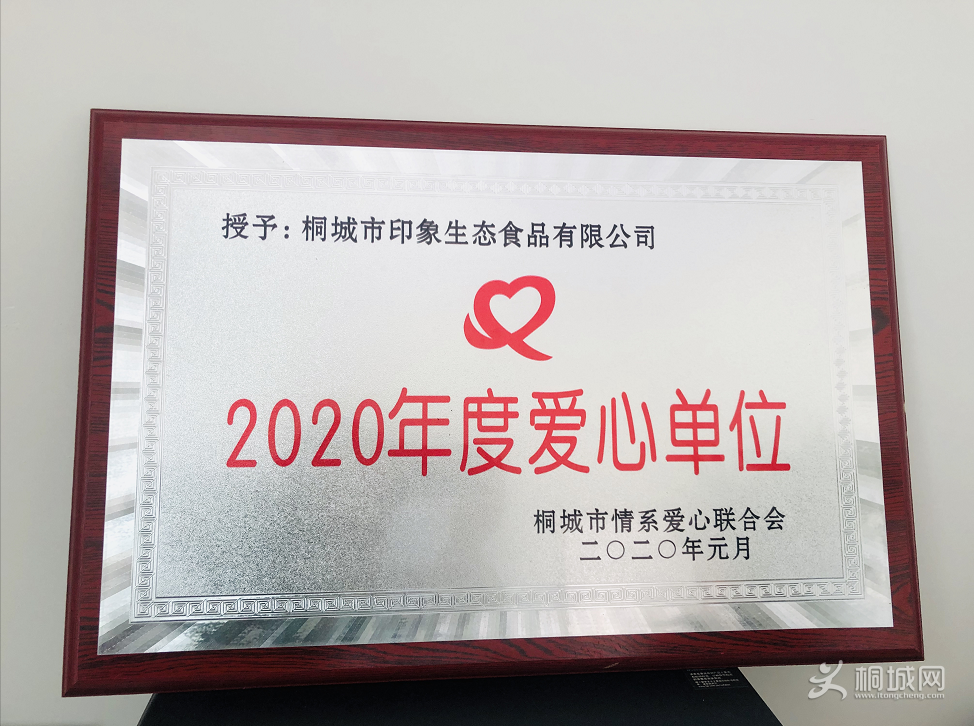 授予：桐城市印象生态食品有限公司
2020年度爱心单位
桐城市情系爱心联合会
二〇二〇年元月
桐城网
www.itongcheng.com